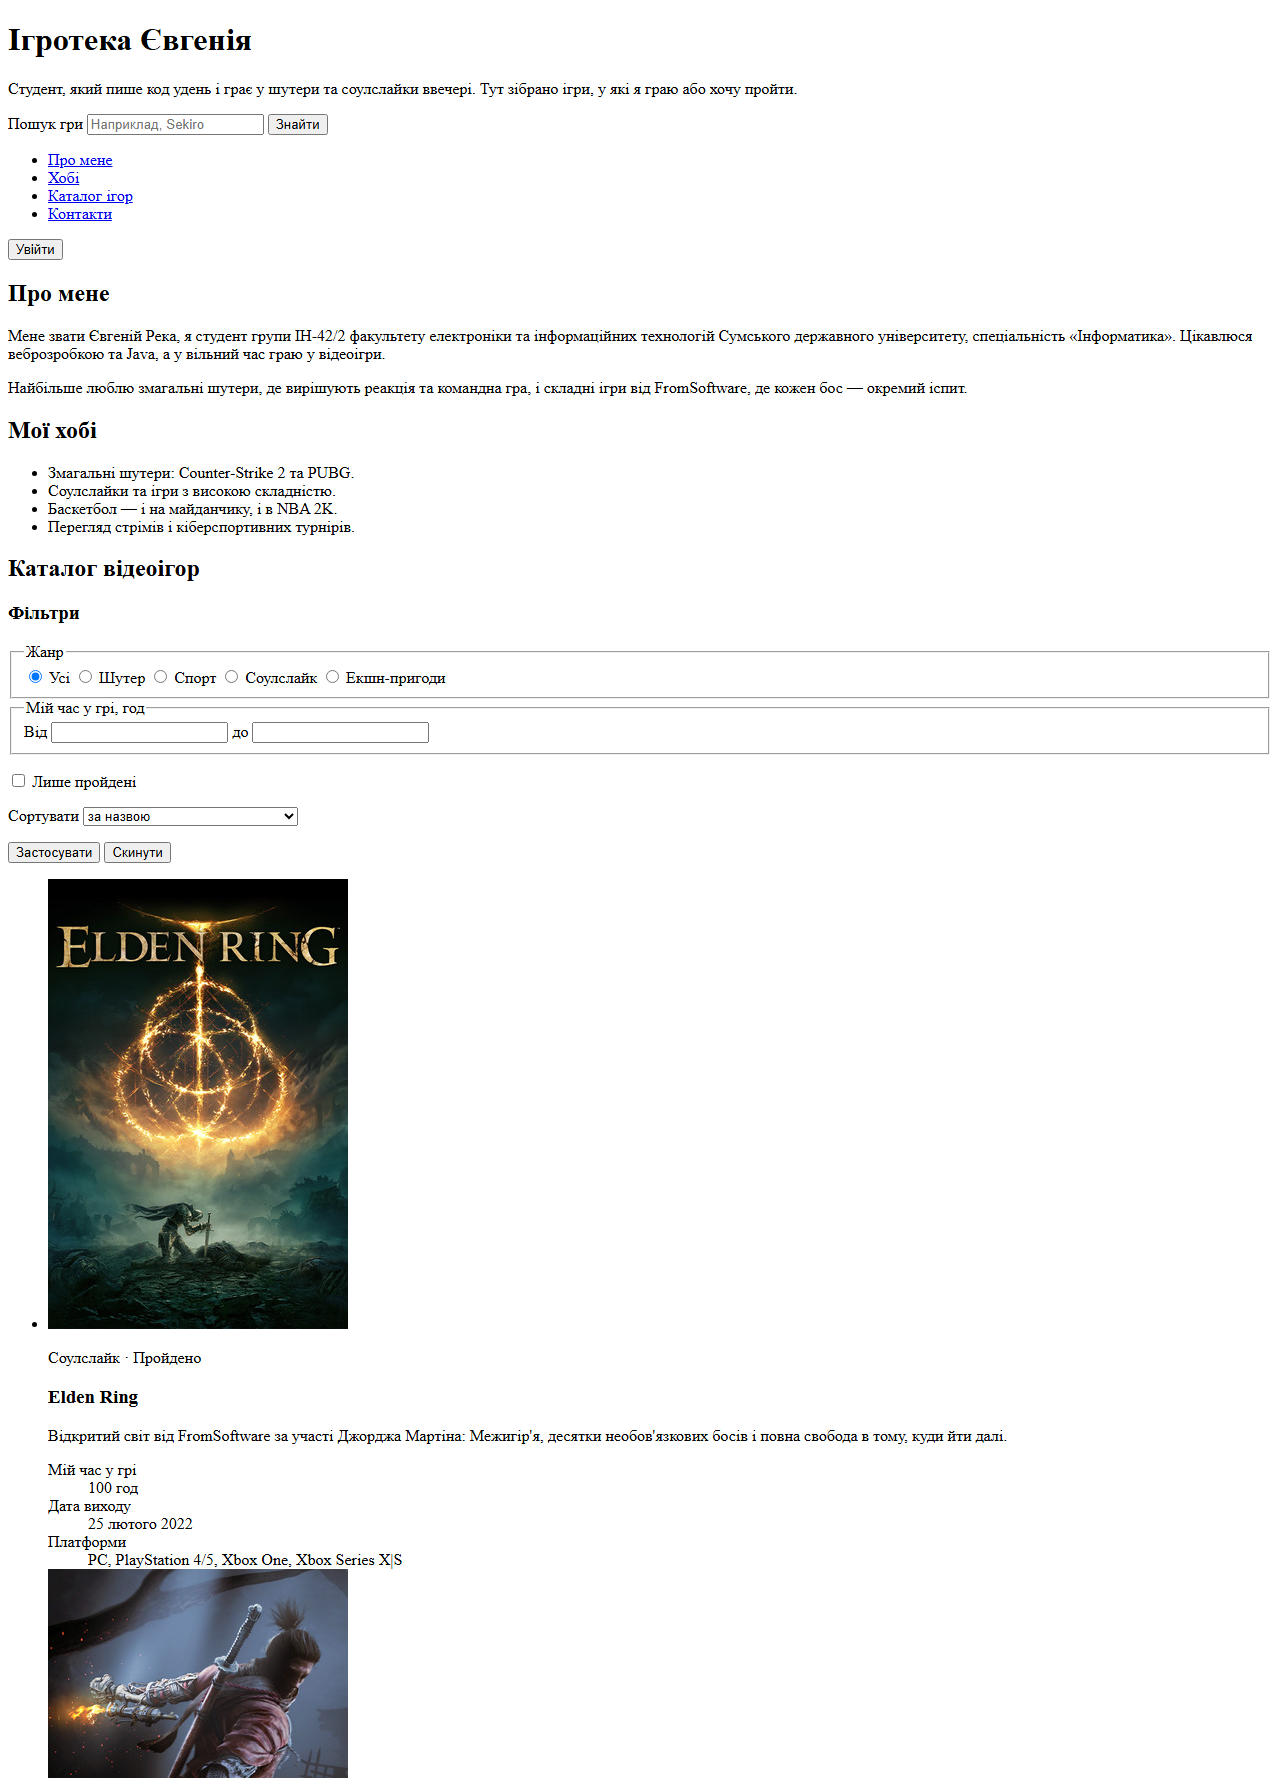 Ігротека Євгенія
Студент, який пише код удень і грає у шутери та соулслайки ввечері. Тут зібрано ігри, у які я граю або хочу пройти.
Пошук гри Наприклад, Sekiro Знайти
Про мене
Хобі
Каталог ігор
Контакти
Увійти
Про мене
Мене звати Євгеній Река, я студент групи ІН-42/2 факультету електроніки та інформаційних технологій Сумського державного університету, спеціальність «Інформатика». Цікавлюся
веброзробкою та Java, а у вільний час граю у відеоігри.
Найбільше люблю змагальні шутери, де вирішують реакція та командна гра, і складні ігри від FromSoftware, де кожен бос — окремий іспит.
Мої хобі
Змагальні шутери: Counter-Strike 2 та PUBG.
Соулслайки та ігри з високою складністю.
Баскетбол — і на майданчику, і в NBA 2K.
Перегляд стрімів і кіберспортивних турнірів.
Каталог відеоігор
Фільтри
Жанр
Усі Шутер Спорт Соулслайк Екшн-пригоди
Мій час у грі, год
Від до
Лише пройдені
Сортувати за назвою
Застосувати Скинути
ELDEN RING
Соулслайк · Пройдено
Elden Ring
Відкритий світ від FromSoftware за участі Джорджа Мартіна: Межигір'я, десятки необов'язкових босів і повна свобода в тому, куди йти далі.
Мій час у грі
100 год
Дата виходу
25 лютого 2022
Платформи
PC, PlayStation 4/5, Xbox One, Xbox Series X|S